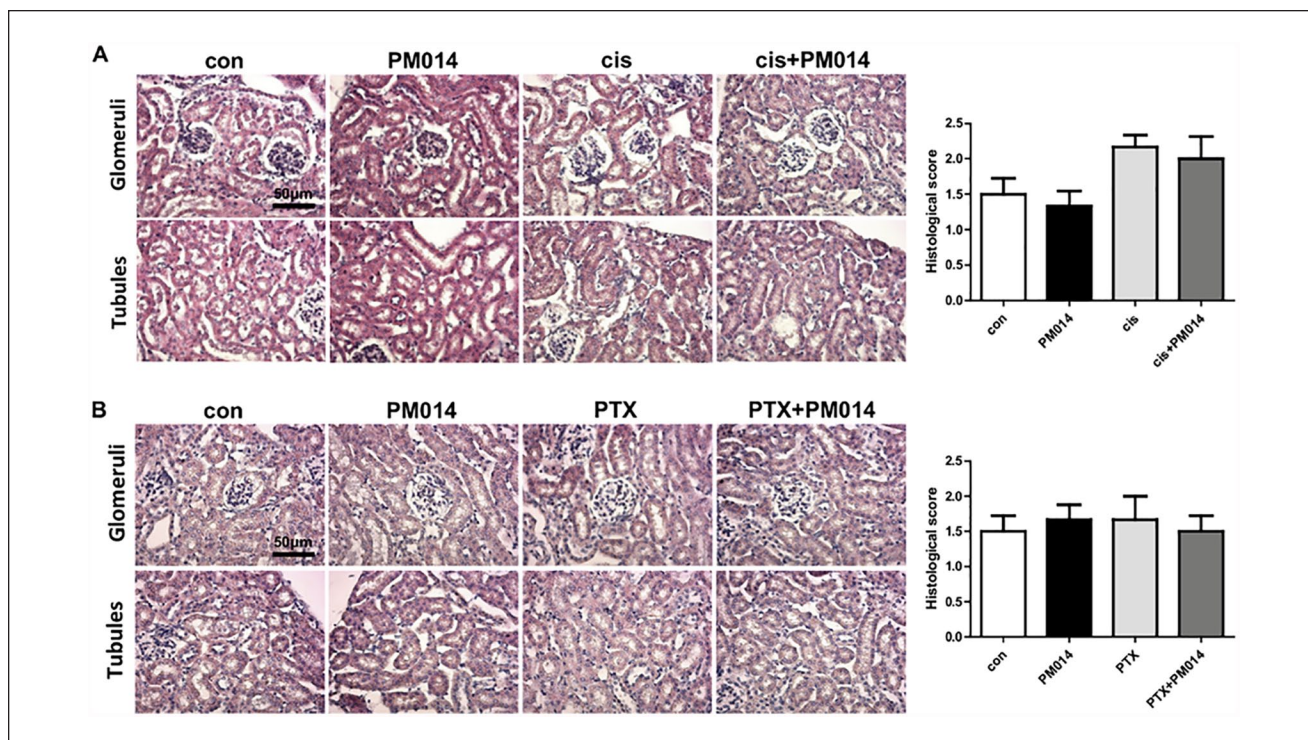 A
con PM014 cis cis+PM014
Glomeruli
50µm
Tubules
Histological score
2.5
2.0
1.5
1.0
0.5
0.0
con
PM014
cis
cis+PM014
B
con PM014 PTX PTX+PM014
Glomeruli
50µm
Tubules
Histological score
2.5
2.0
1.5
1.0
0.5
0.0
con
PM014
PTX
PTX+PM014